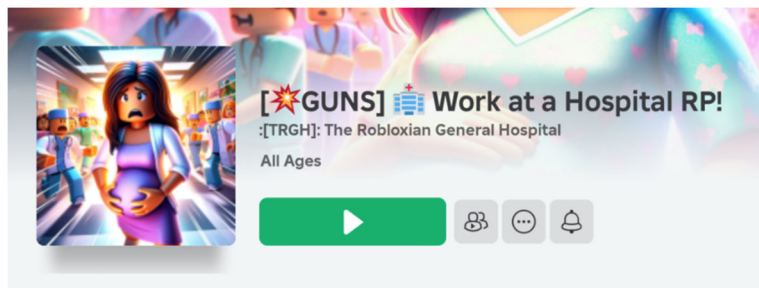 [💥GUNS] 🏥 Work at a Hospital RP!
:[TRGH]: The Robloxian General Hospital
All Ages